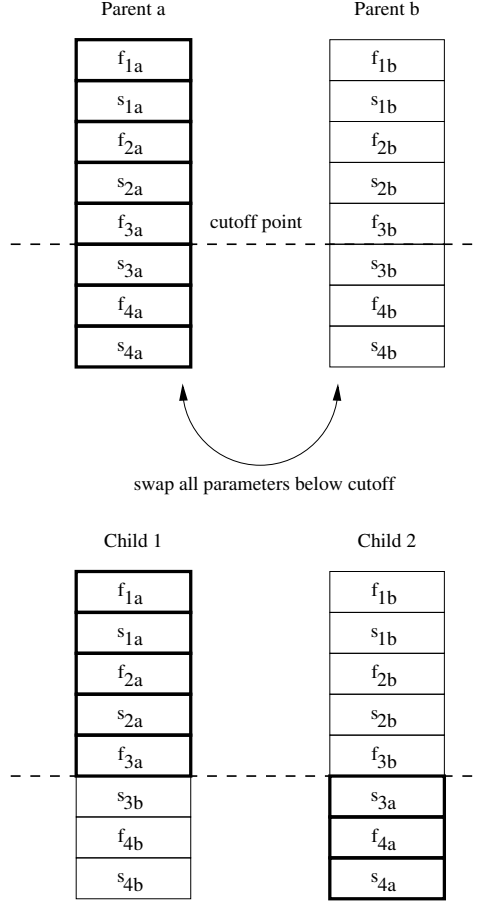 Parent a Parent b
f1a f1b
s1a s1b
f2a f2b
s2a s2b
f3a f3b
cutoff point
s3a s3b
f4a f4b
s4a s4b
swap all parameters below cutoff
Child 1 Child 2
f1a f1b
s1a s1b
f2a f2b
s2a s2b
f3a f3b
s3b s3a
f4b f4a
s4b s4a